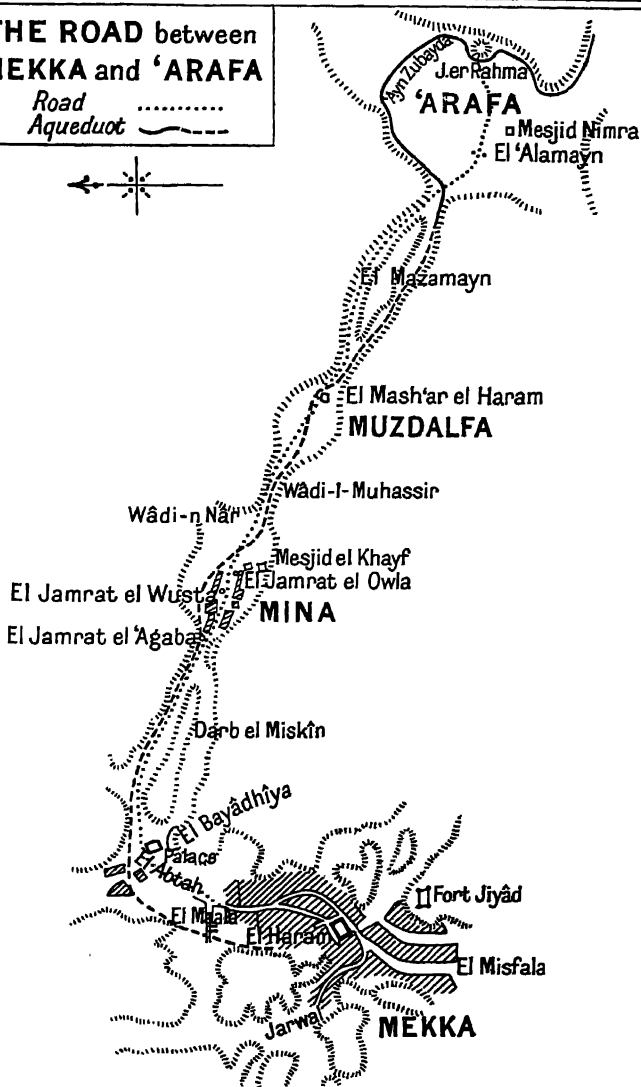 THE ROAD between
MEKKA and ‘ARAFA
Road
Aqueduct
‘Ayn Zubayda
J.er Rahma
‘ARAFA
Mesjid Nimra
El ‘Alamayn
El Mazamayn
El Mash‘ar el Haram
MUZDALFA
Wâdi-l-Muhassir
Wâdi-n Nâr
Mesjid el Khayf
El Jamrat el Owla
El Jamrat el Wusta
MINA
El Jamrat el ‘Agaba
Darb el Miskîn
El Bayâdhîya
Palace
El Abtah
El Maala
El Haram
Fort Jiyâd
El Misfala
Jarwal
MEKKA